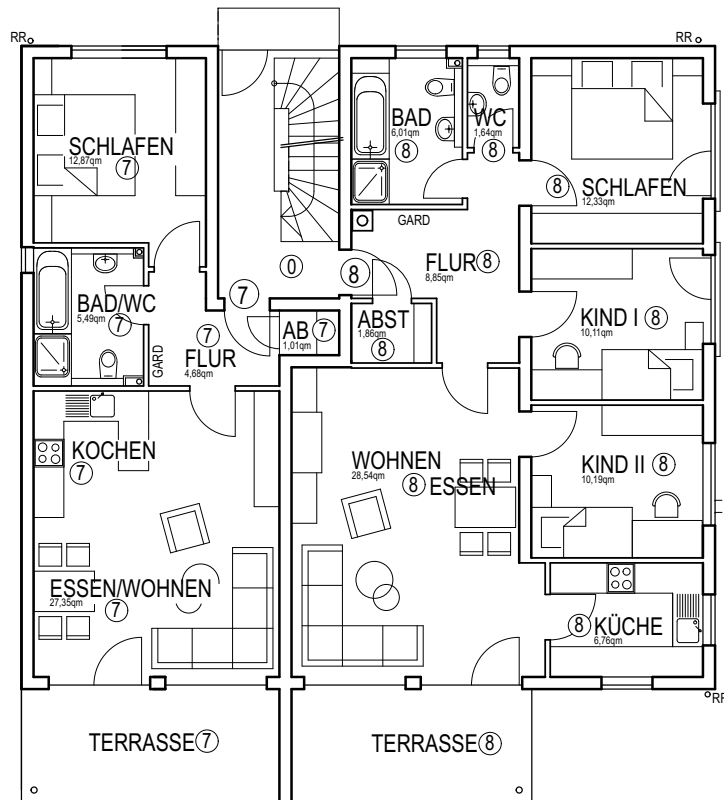 RR
RR
BAD
6,01qm
8
WC
1,64qm
8
SCHLAFEN
12,87qm
7
8
SCHLAFEN
12,33qm
GARD
0
8
FLUR
8
8,85qm
BAD/WC
5,49qm
7
7
7
FLUR
4,68qm
GARD
AB
7
1,01qm
ABST
1,86qm
8
KIND I
8
10,11qm
KOCHEN
7
WOHNEN
28,54qm
8
ESSEN
KIND II
8
10,19qm
ESSEN/WOHNEN
27,35qm
7
8
KÜCHE
6,76qm
RR
TERRASSE
7
TERRASSE
8